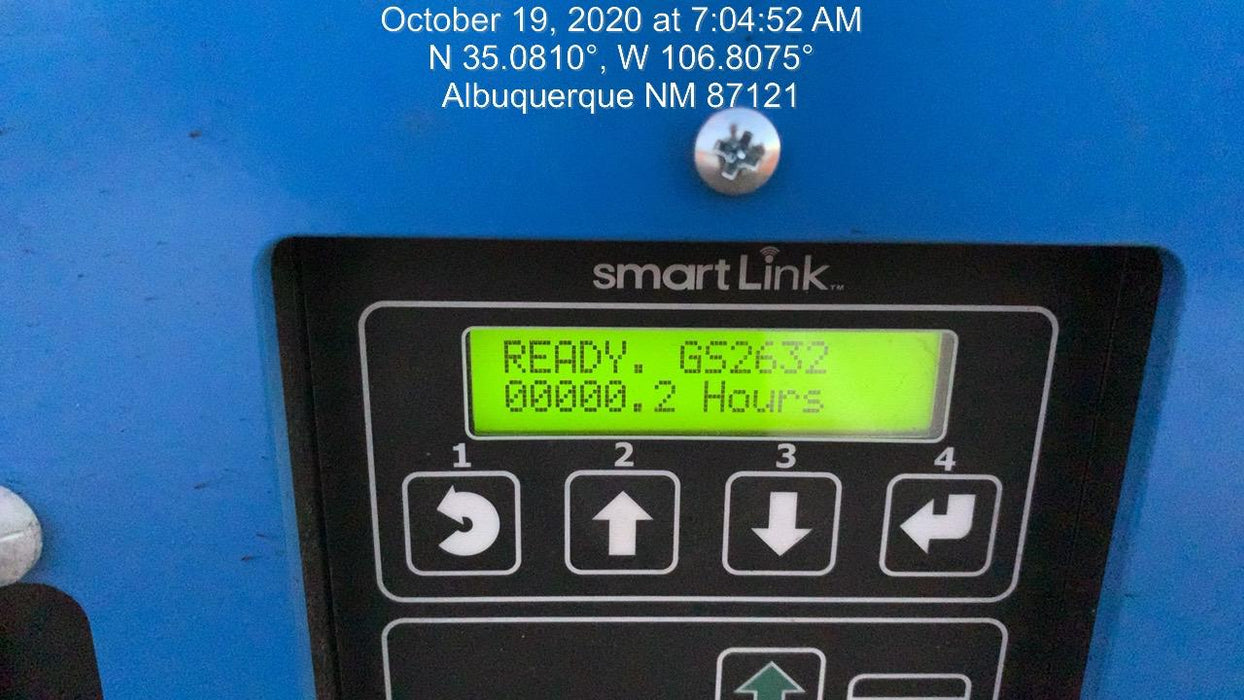 October 19, 2020 at 7:04:52 AM
N 35.0810°, W 106.8075°
Albuquerque NM 87121
smartLink™
READY. GS2632
00000.2 Hours
1 2 3 4